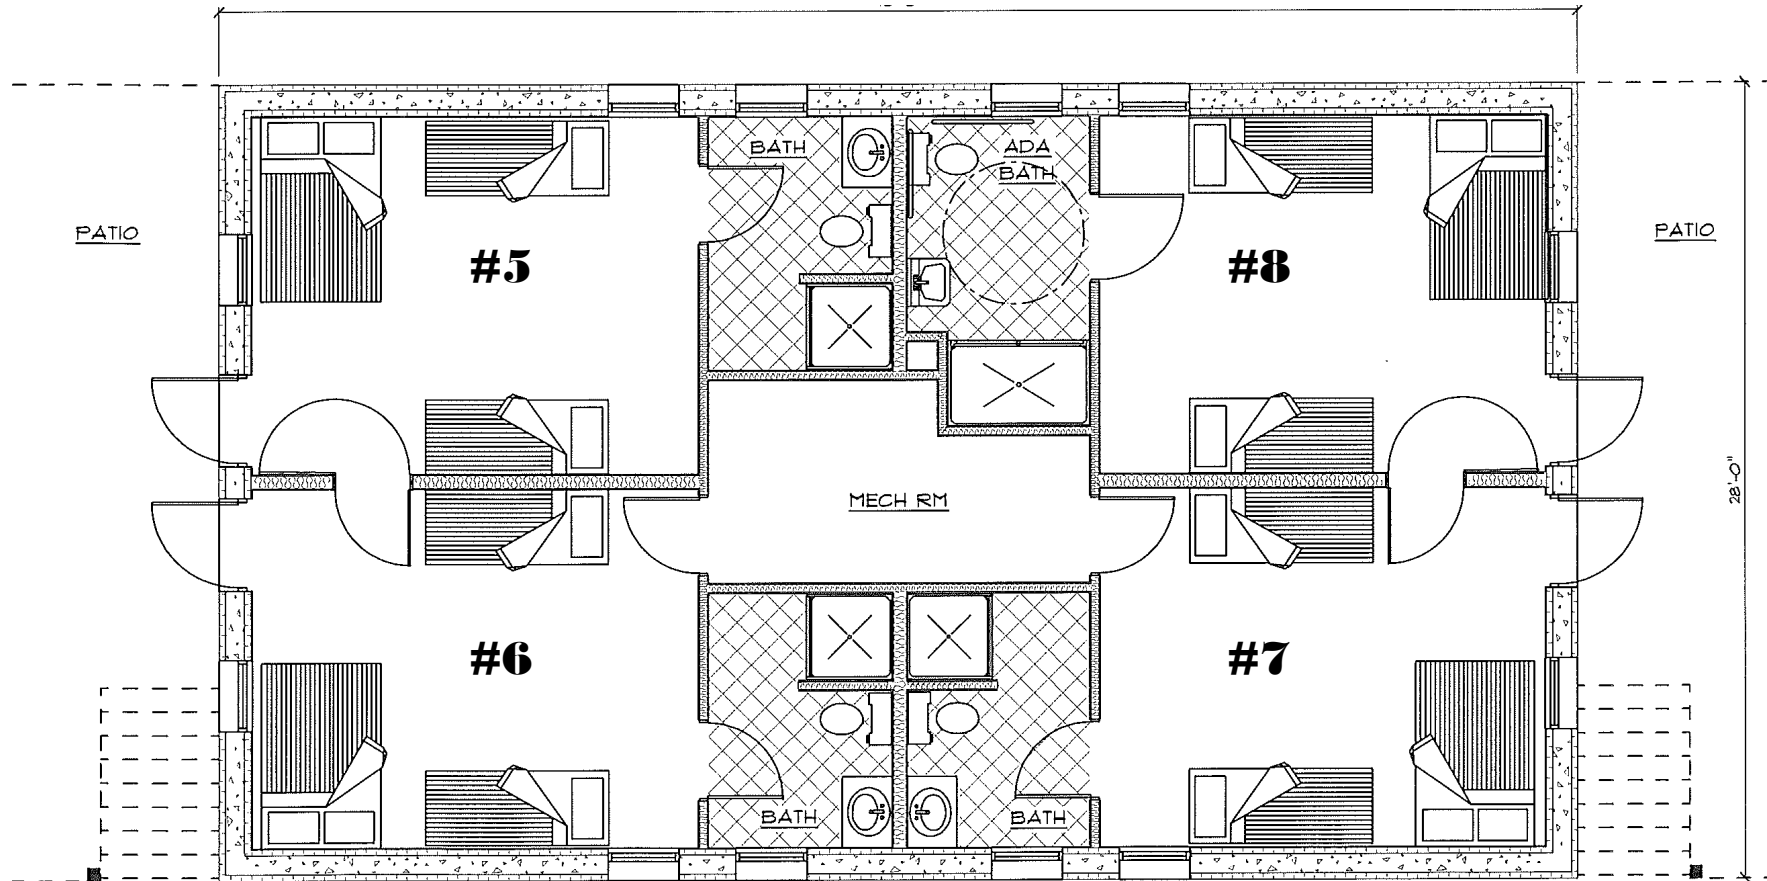 BATH
ADA
BATH
PATIO
PATIO
#5
#8
28'-0"
MECH RM
#6
#7
BATH
BATH